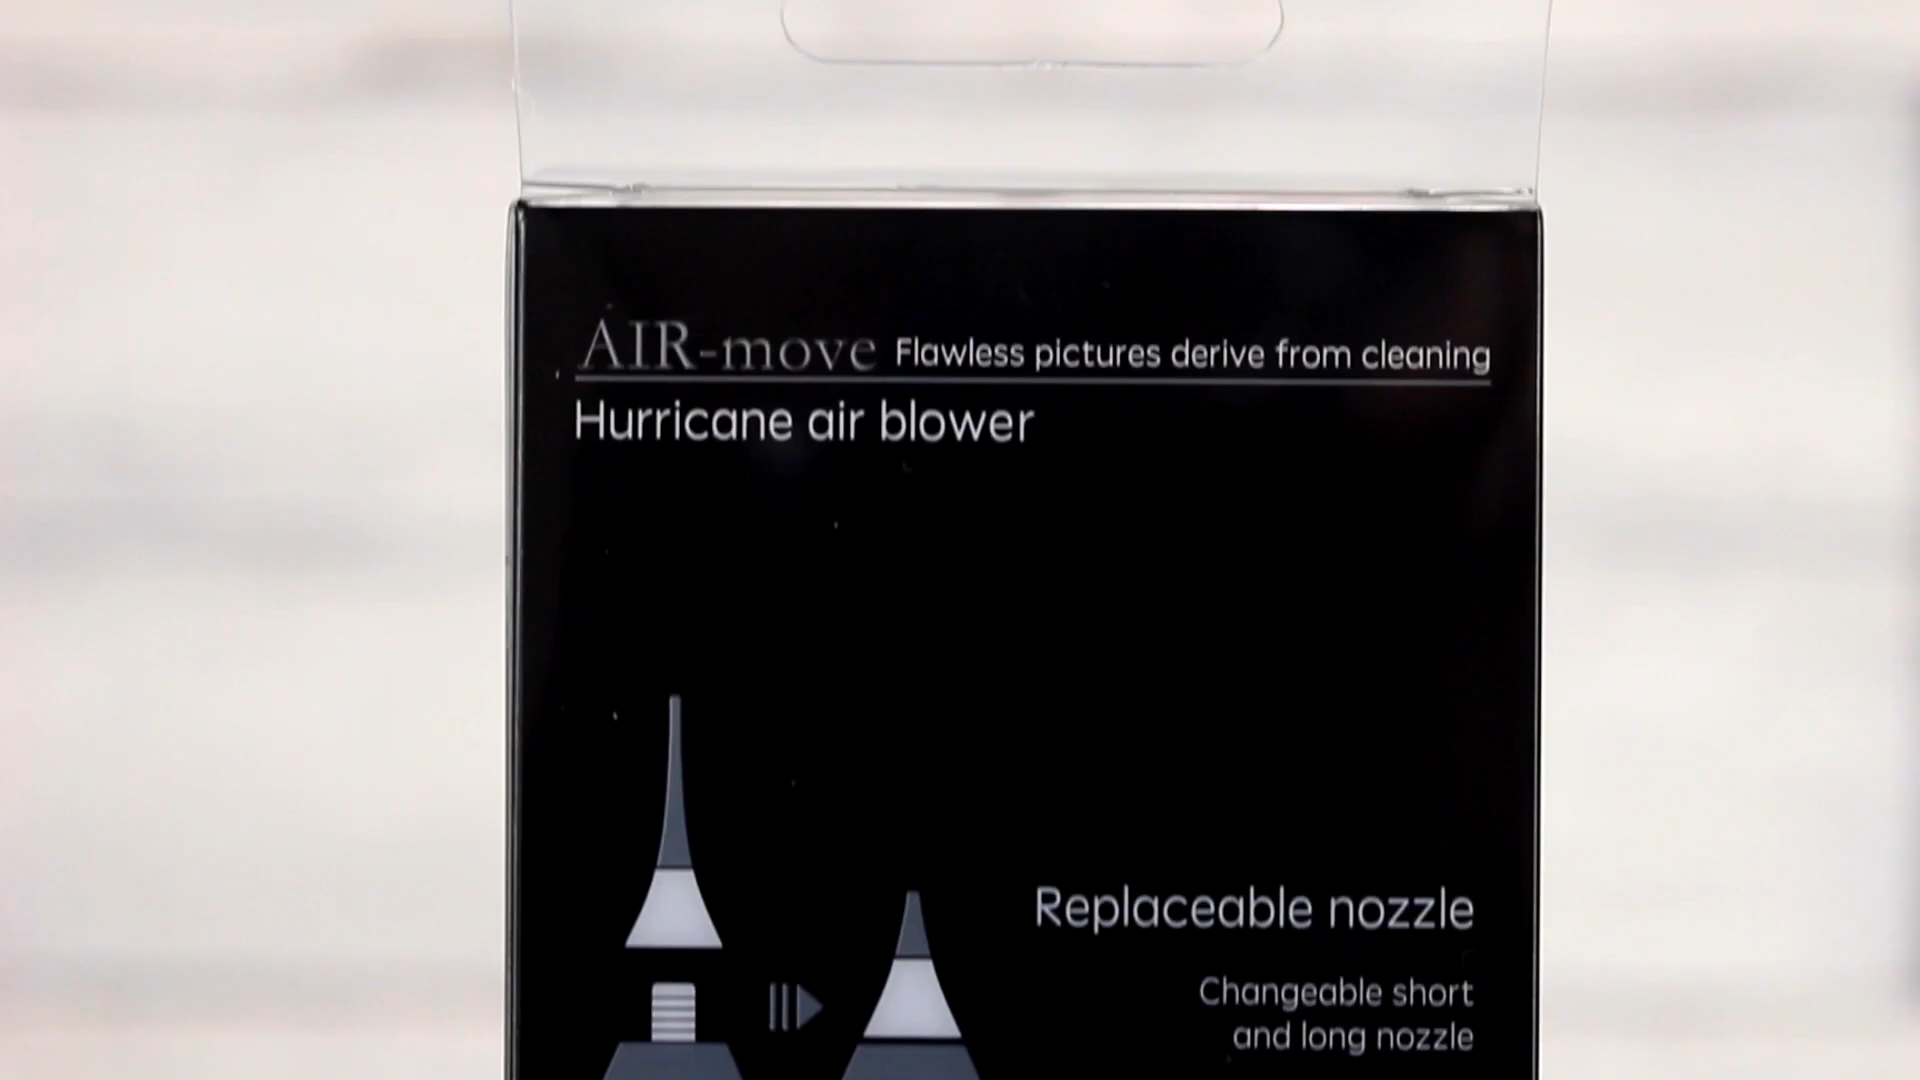 AIR-move Flawless pictures derive from cleaning
Hurricane air blower
Replaceable nozzle
Changeable short
and long nozzle